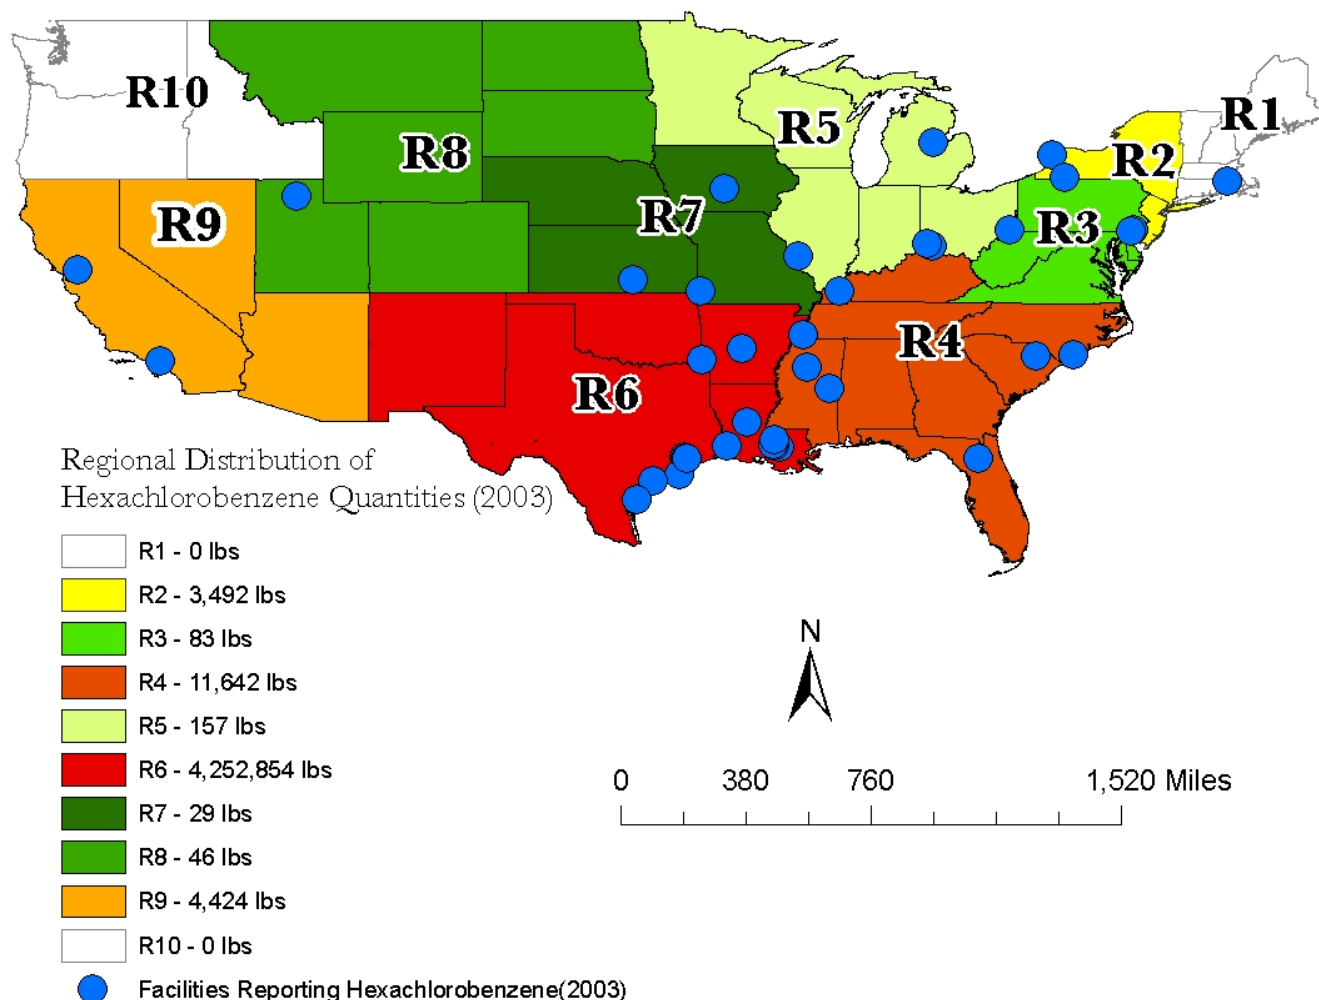 R10
R8
R5
R1
R2
R9
R7
R3
R4
R6
Regional Distribution of
Hexachlorobenzene Quantities (2003)
R1 - 0 lbs
R2 - 3,492 lbs
R3 - 83 lbs
R4 - 11,642 lbs
R5 - 157 lbs
R6 - 4,252,854 lbs
R7 - 29 lbs
R8 - 46 lbs
R9 - 4,424 lbs
R10 - 0 lbs
Facilities Reporting Hexachlorobenzene(2003)
N
0 380 760 1,520 Miles